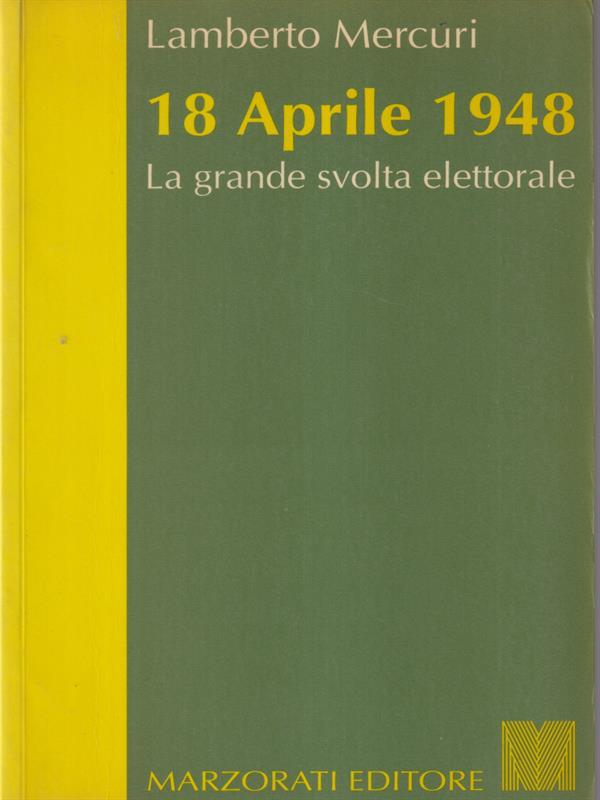 Lamberto Mercuri
18 Aprile 1948
La grande svolta elettorale
MARZORATI EDITORE